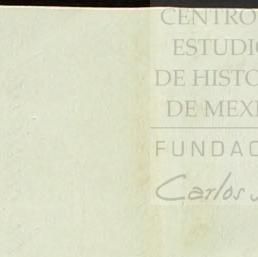 CENTRO
ESTUDI
DE HISTO
DE MEX
FUNDAC
Carlos